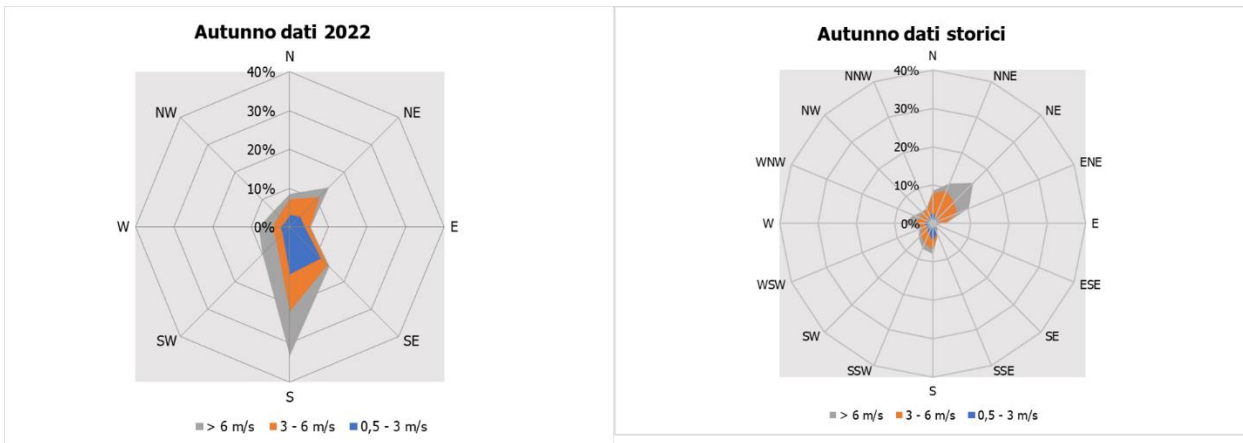 Autunno dati 2022
N
40%
NW
NE
30%
20%
10%
W
0%
E
SW
SE
S
> 6 m/s
3 - 6 m/s
0,5 - 3 m/s
Autunno dati storici
N
40%
NNW
NNE
30%
NW
NE
20%
WNW
ENE
10%
W
0%
E
WSW
ESE
SW
SE
SSW
SSE
S
> 6 m/s
3 - 6 m/s
0,5 - 3 m/s